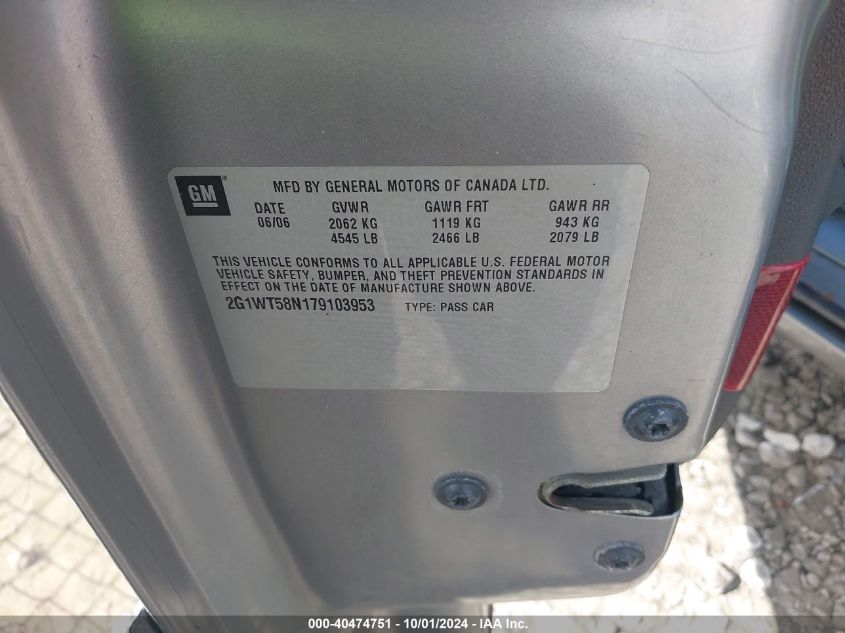 GM
MFD BY GENERAL MOTORS OF CANADA LTD.
DATE GVWR GAWR FRT GAWR RR
06/06 2062 KG 1119 KG 943 KG
4545 LB 2466 LB 2079 LB
THIS VEHICLE CONFORMS TO ALL APPLICABLE U.S. FEDERAL MOTOR
VEHICLE SAFETY, BUMPER, AND THEFT PREVENTION STANDARDS IN
EFFECT ON THE DATE OF MANUFACTURE SHOWN ABOVE.
2G1WT58N179103953 TYPE: PASS CAR
000-40474751 - 10/01/2024 - IAA Inc.